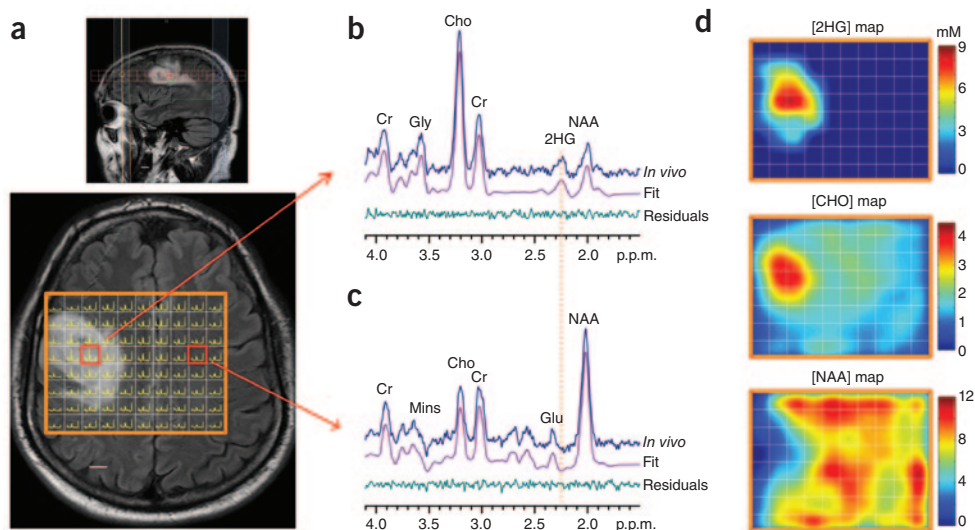 a
b
Cho
Cr
Gly
Cr
2HG
NAA
In vivo
Fit
Residuals
4.0 3.5 3.0 2.5 2.0 p.p.m.
c
NAA
Cr
Mins
Cho
Cr
Glu
In vivo
Fit
Residuals
4.0 3.5 3.0 2.5 2.0 p.p.m.
d
[2HG] map
mM
9
6
3
0
[CHO] map
4
3
2
1
0
[NAA] map
12
8
4
0